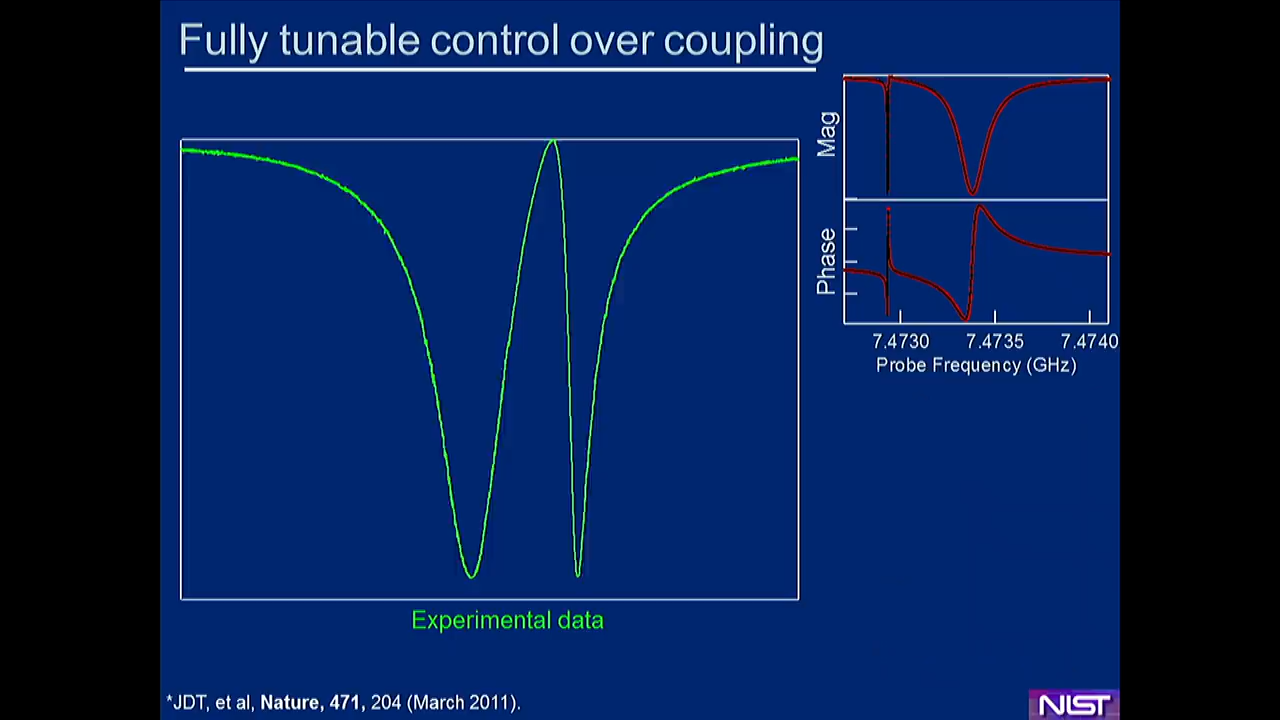 Fully tunable control over coupling
Mag
Phase
7.4730 7.4735 7.4740
Probe Frequency (GHz)
Experimental data
*JDT, et al, Nature, 471, 204 (March 2011).
NIST